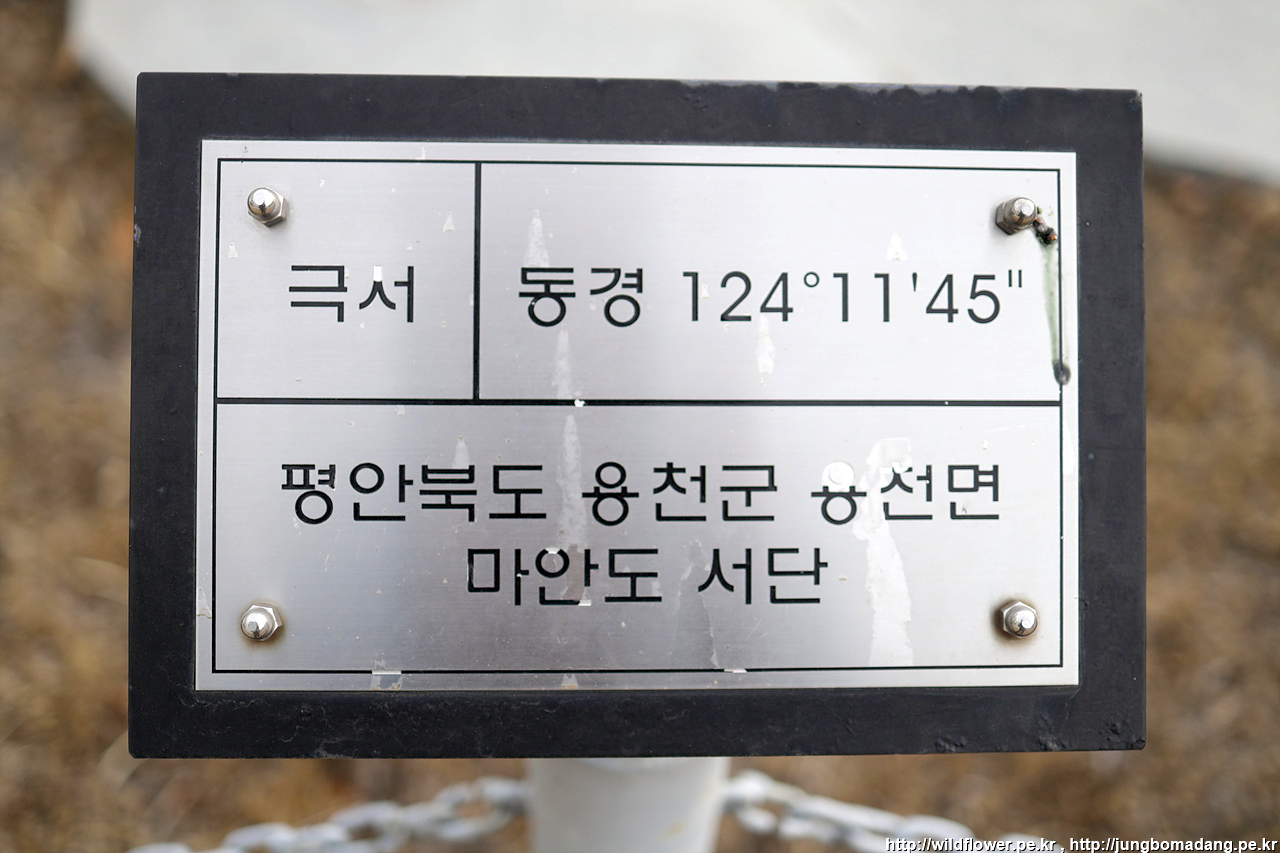 극서
동경 124°11'45"
평안북도 용천군 용천면
마안도 서단
http://wildflower.pe.kr , http://jungbomadang.pe.kr